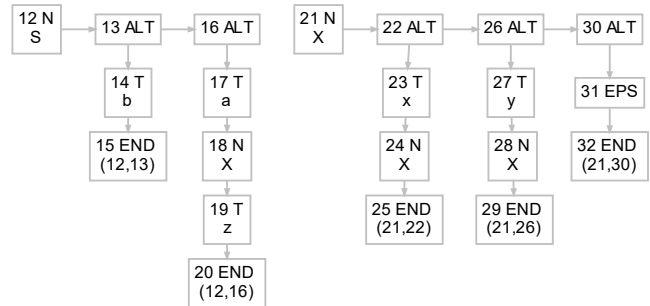 12 N
S
13 ALT
16 ALT
14 T
b
17 T
a
15 END
(12,13)
18 N
X
19 T
z
20 END
(12,16)
21 N
X
22 ALT
26 ALT
30 ALT
23 T
x
27 T
y
31 EPS
24 N
X
28 N
X
32 END
(21,30)
25 END
(21,22)
29 END
(21,26)